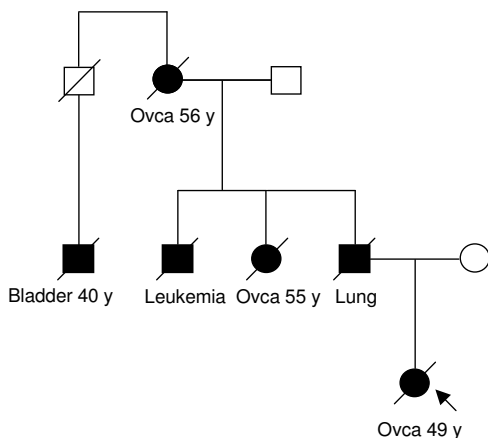 Ovca 56 y
Bladder 40 y
Leukemia
Ovca 55 y
Lung
Ovca 49 y